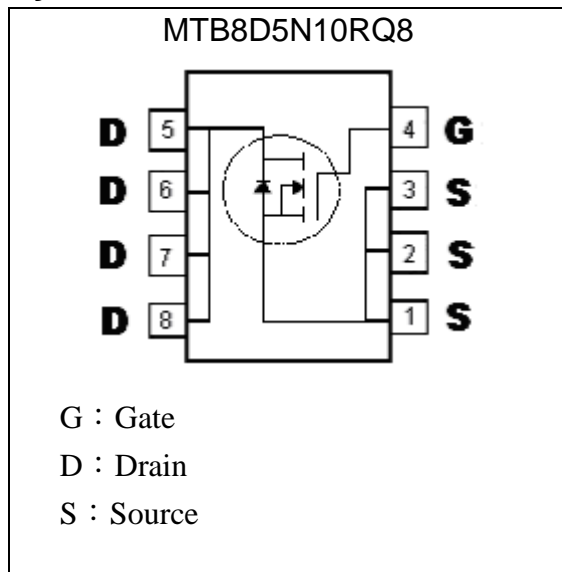 MTB8D5N10RQ8
D 5 4 G
D 6 3 S
D 7 2 S
D 8 1 S
G：Gate
D：Drain
S：Source